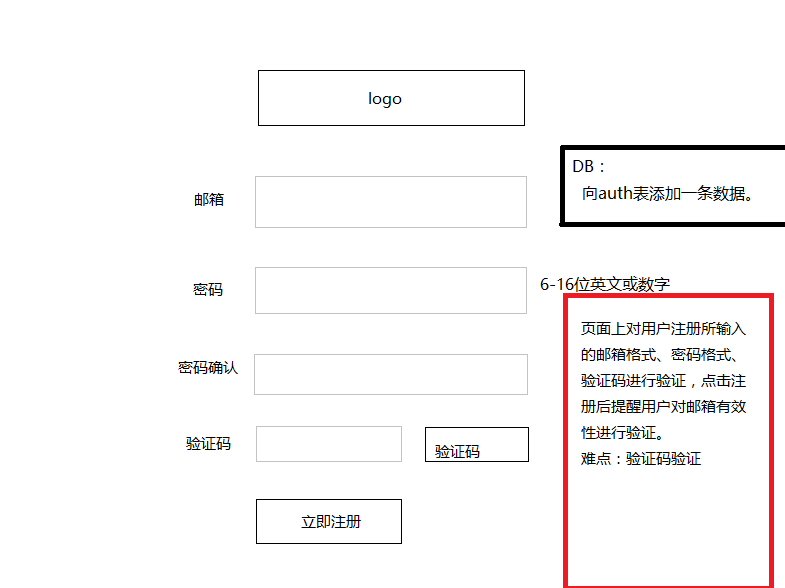 logo
DB：
向auth表添加一条数据。
邮箱
密码
6-16位英文或数字
页面上对用户注册所输入
的邮箱格式、密码格式、
验证码进行验证，点击注
册后提醒用户对邮箱有效
性进行验证。
难点：验证码验证
密码确认
验证码
验证码
立即注册